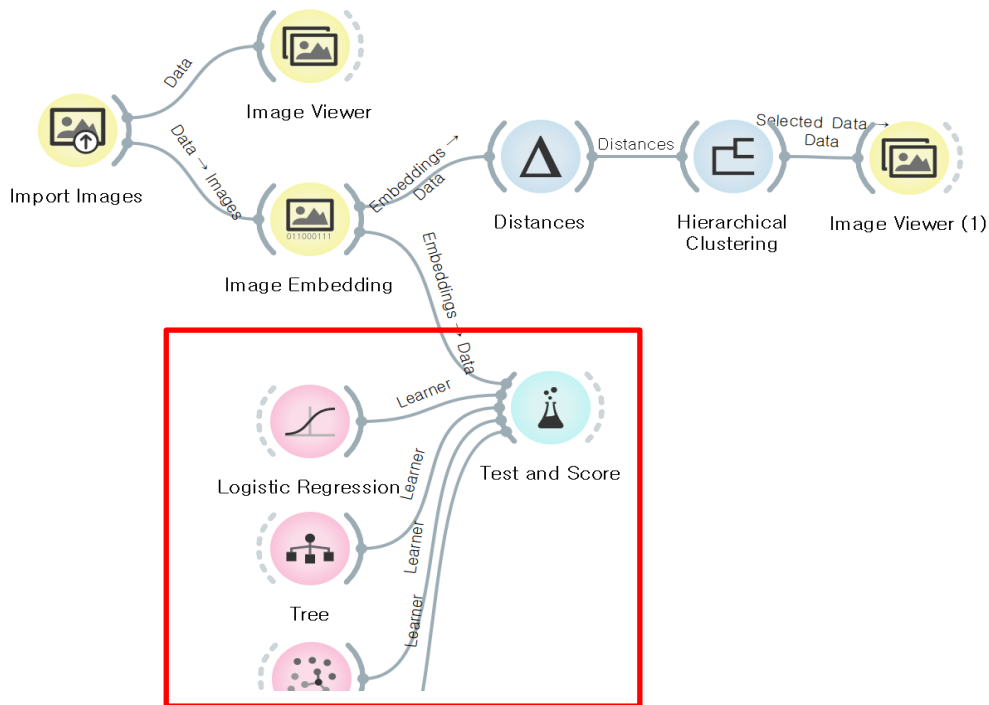 Data
Image Viewer
Import Images
Data → Images
011000111
Image Embedding
Embeddings →
Data
Distances
Distances
Hierarchical
Clustering
Selected Data →
Data
Image Viewer (1)
Embeddings → Data
Learner
Logistic Regression
Test and Score
Learner
Tree
Learner
Learner